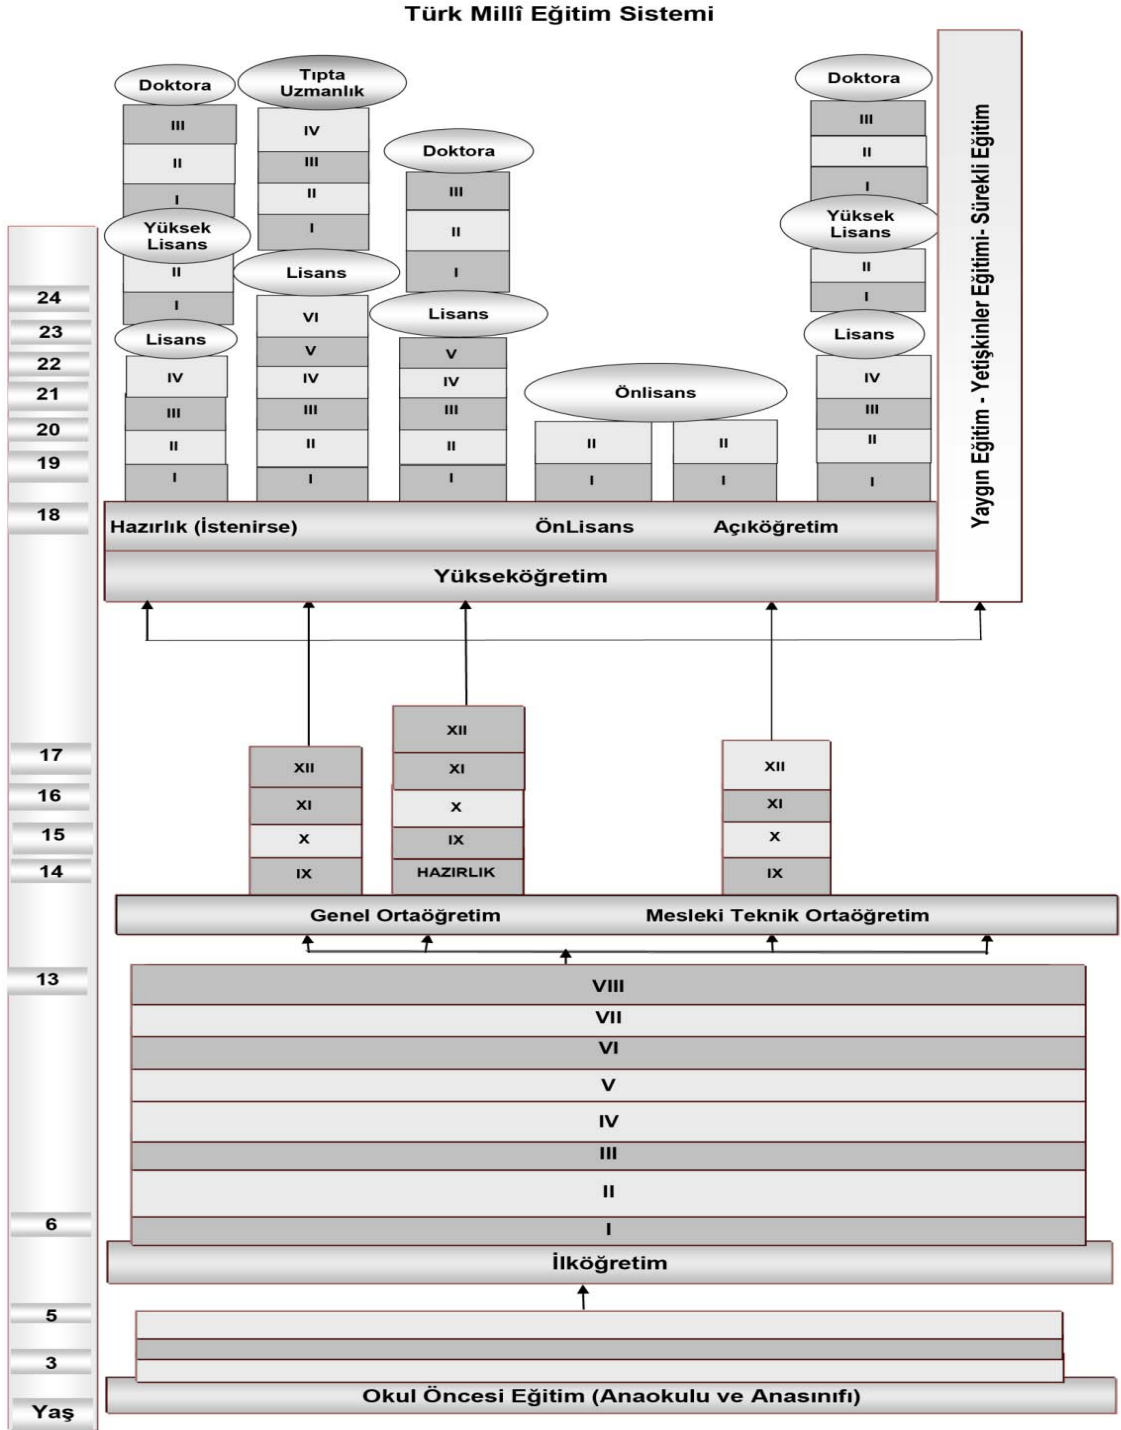 Türk Millî Eğitim Sistemi
Doktora
III
II
I
Yüksek
Lisans
II
I
Lisans
IV
III
II
I
Tıpta
Uzmanlık
IV
III
II
I
Lisans
VI
V
IV
III
II
I
Doktora
III
II
I
Lisans
V
IV
III
II
I
Önlisans
II
I
II
I
Doktora
III
II
I
Yüksek
Lisans
II
I
Lisans
IV
III
II
I
Yaygın Eğitim - Yetişkinler Eğitimi- Sürekli Eğitim
Hazırlık (İstenirse)
ÖnLisans
Açıköğretim
Yükseköğretim
XII
XI
X
IX
XII
XI
X
IX
HAZIRLIK
XII
XI
X
IX
Genel Ortaöğretim
Mesleki Teknik Ortaöğretim
VIII
VII
VI
V
IV
III
II
I
İlköğretim
Okul Öncesi Eğitim (Anaokulu ve Anasınıfı)
24
23
22
21
20
19
18
17
16
15
14
13
6
5
3
Yaş